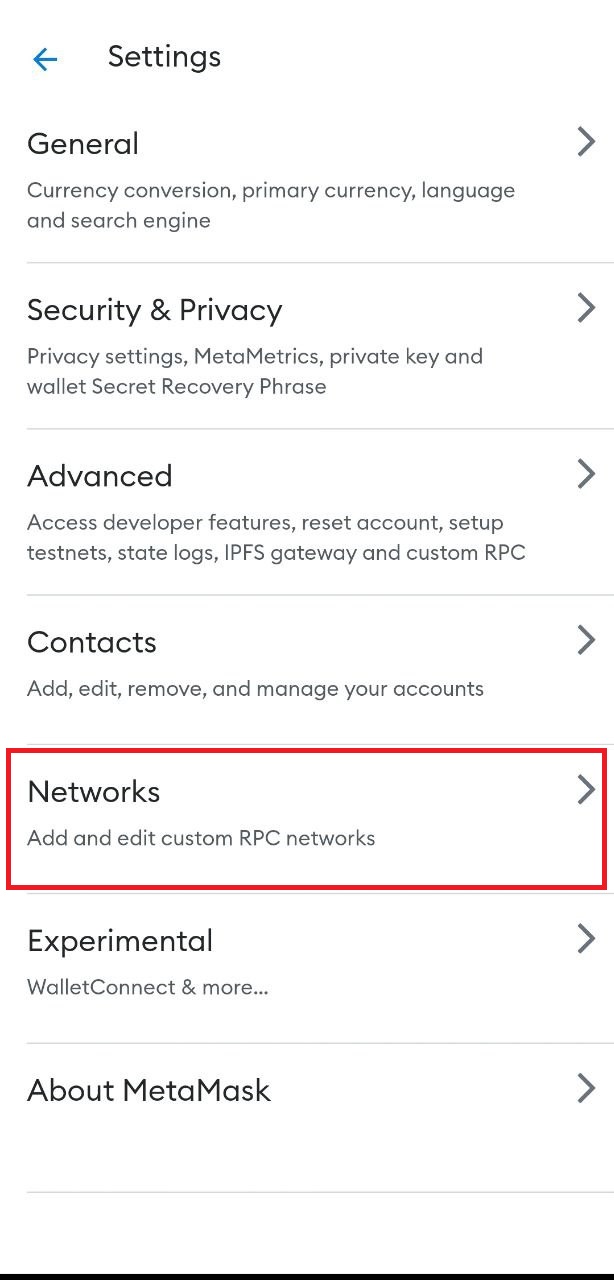 Settings
General
Currency conversion, primary currency, language
and search engine
Security & Privacy
Privacy settings, MetaMetrics, private key and
wallet Secret Recovery Phrase
Advanced
Access developer features, reset account, setup
testnets, state logs, IPFS gateway and custom RPC
Contacts
Add, edit, remove, and manage your accounts
Networks
Add and edit custom RPC networks
Experimental
WalletConnect & more...
About MetaMask